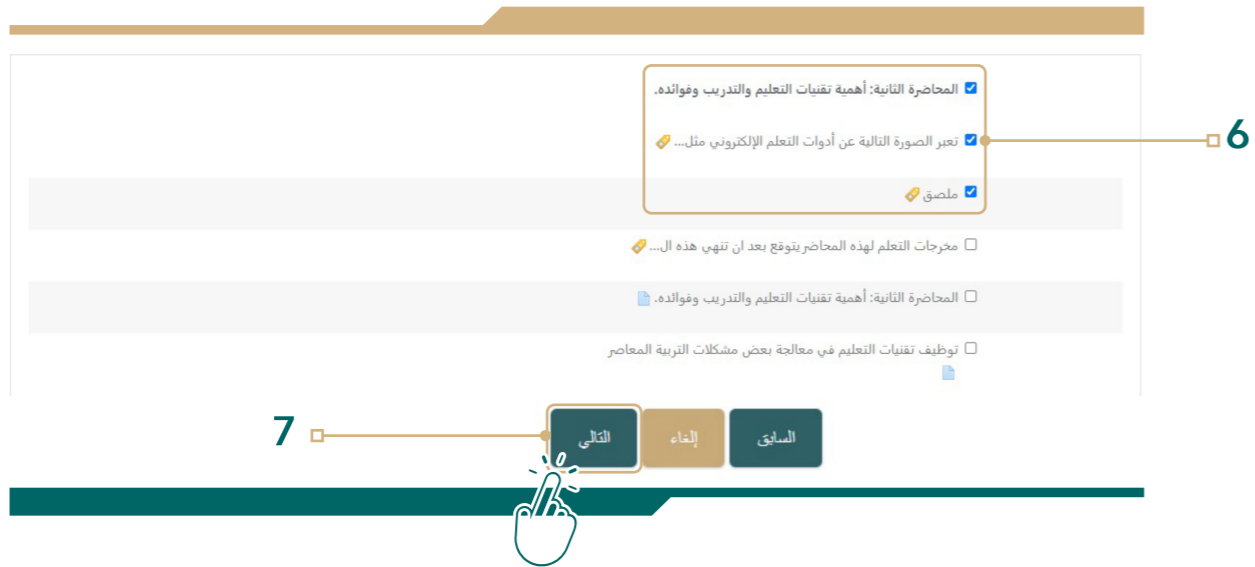 المحاضرة الثانية: أهمية تقنيات التعليم والتدريب وفوائده.
تعبر الصورة التالية عن أدوات التعلم الإلكتروني مثل...
6
ملصق
مخرجات التعلم لهذه المحاضر يتوقع بعد ان تنهي هذه ال...
المحاضرة الثانية: أهمية تقنيات التعليم والتدريب وفوائده.
توظيف تقنيات التعليم في معالجة بعض مشكلات التربية المعاصر
السابق
إلغاء
التالي
7